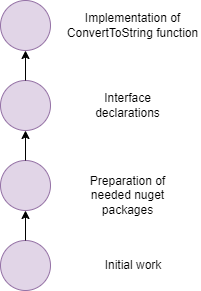 Implementation of
ConvertToString function
Interface
declarations
Preparation of
needed nuget
packages
Initial work